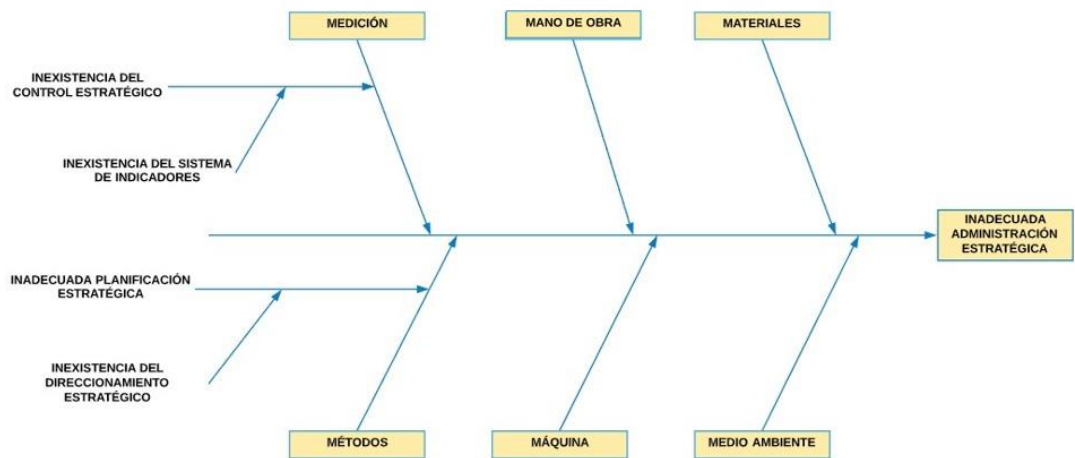 MEDICIÓN
MANO DE OBRA
MATERIALES
INEXISTENCIA DEL
CONTROL ESTRATÉGICO
INEXISTENCIA DEL SISTEMA
DE INDICADORES
INADECUADA
ADMINISTRACIÓN
ESTRATÉGICA
INADECUADA PLANIFICACIÓN
ESTRATÉGICA
INEXISTENCIA DEL
DIRECCIONAMIENTO
ESTRATÉGICO
MÉTODOS
MÁQUINA
MEDIO AMBIENTE